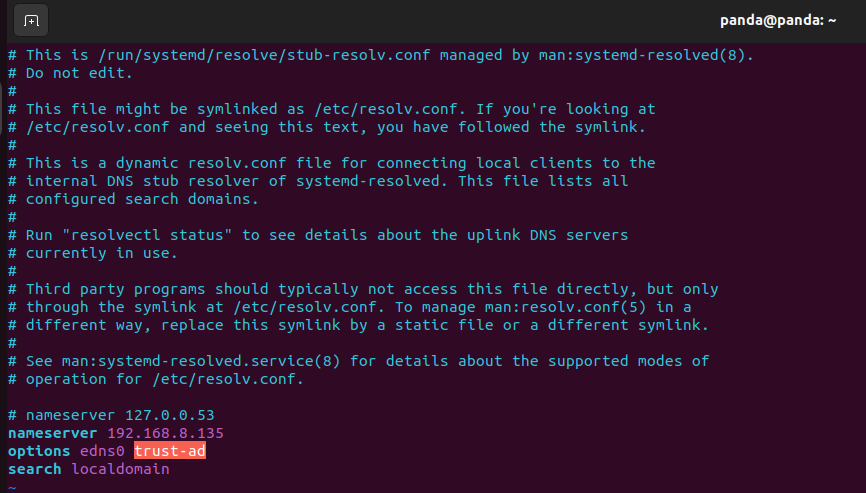 panda@panda: ~
# This is /run/systemd/resolve/stub-resolv.conf managed by man:systemd-resolved(8).
# Do not edit.
#
# This file might be symlinked as /etc/resolv.conf. If you're looking at
# /etc/resolv.conf and seeing this text, you have followed the symlink.
#
# This is a dynamic resolv.conf file for connecting local clients to the
# internal DNS stub resolver of systemd-resolved. This file lists all
# configured search domains.
#
# Run "resolvectl status" to see details about the uplink DNS servers
# currently in use.
#
# Third party programs should typically not access this file directly, but only
# through the symlink at /etc/resolv.conf. To manage man:resolv.conf(5) in a
# different way, replace this symlink by a static file or a different symlink.
#
# See man:systemd-resolved.service(8) for details about the supported modes of
# operation for /etc/resolv.conf.

# nameserver 127.0.0.53
nameserver 192.168.8.135
options edns0 trust-ad
search localdomain
~